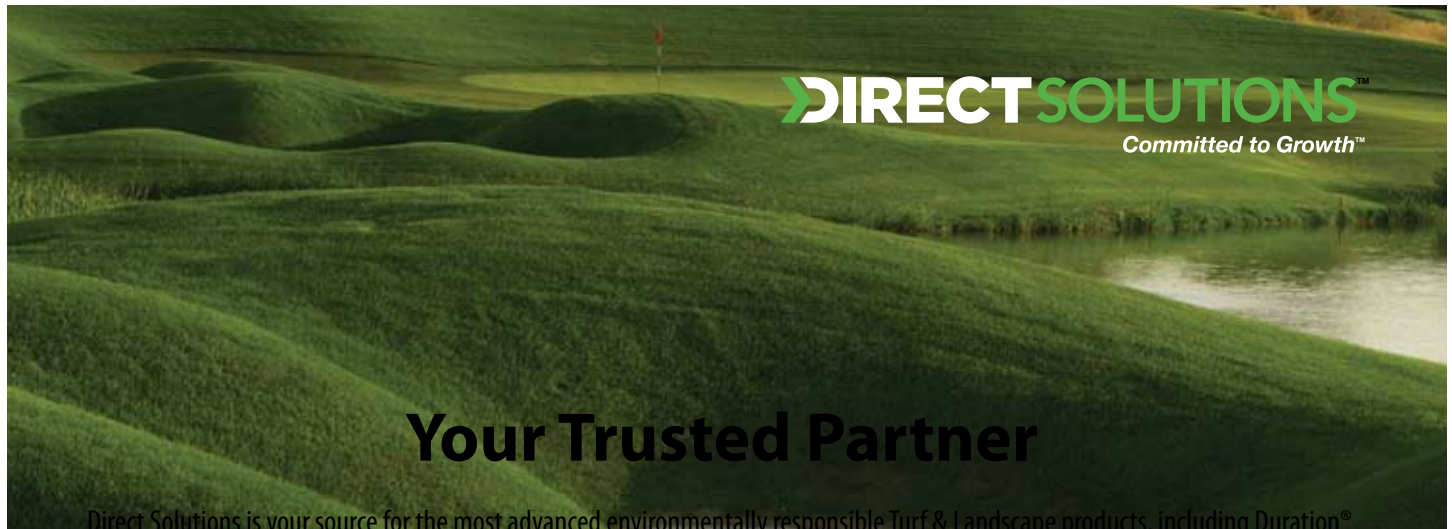 DIRECTSOLUTIONS™
Committed to Growth™
Your Trusted Partner
Direct Solutions is your source for the most advanced environmentally responsible Turf & Landscape products, including Duration®